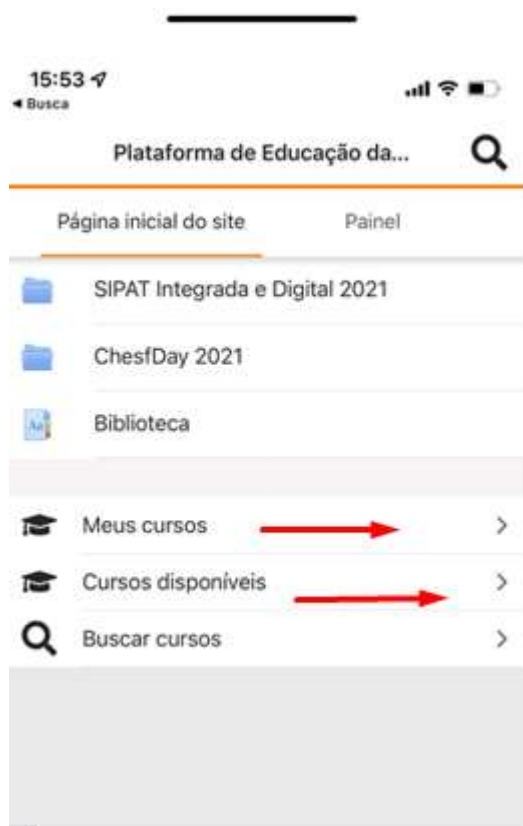 15:53
◀ Busca
Plataforma de Educação da...
Página inicial do site Painel
SIPAT Integrada e Digital 2021
ChesfDay 2021
Biblioteca
Meus cursos
Cursos disponíveis
Buscar cursos